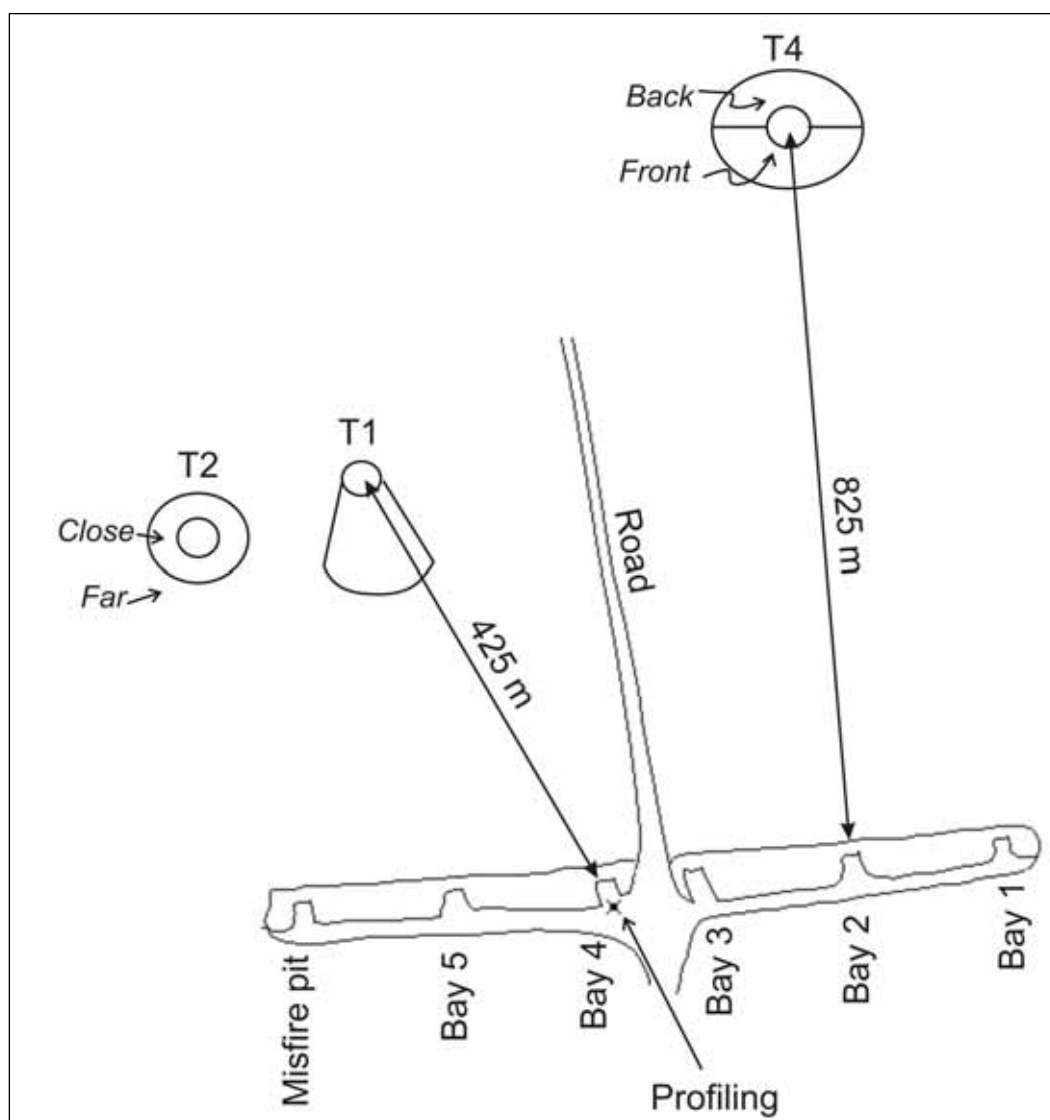 T4
Back
Front
T1
T2
Close
Far
Road
825 m
425 m
Misfire pit
Bay 5
Bay 4
Bay 3
Bay 2
Bay 1
Profiling